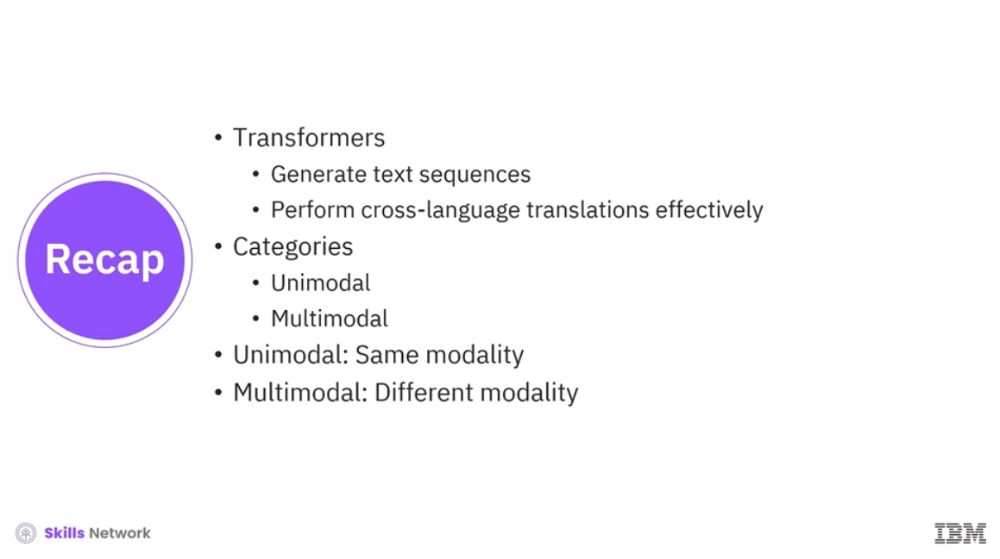 Recap
• Transformers
• Generate text sequences
• Perform cross-language translations effectively
• Categories
• Unimodal
• Multimodal
• Unimodal: Same modality
• Multimodal: Different modality
Skills Network
IBM